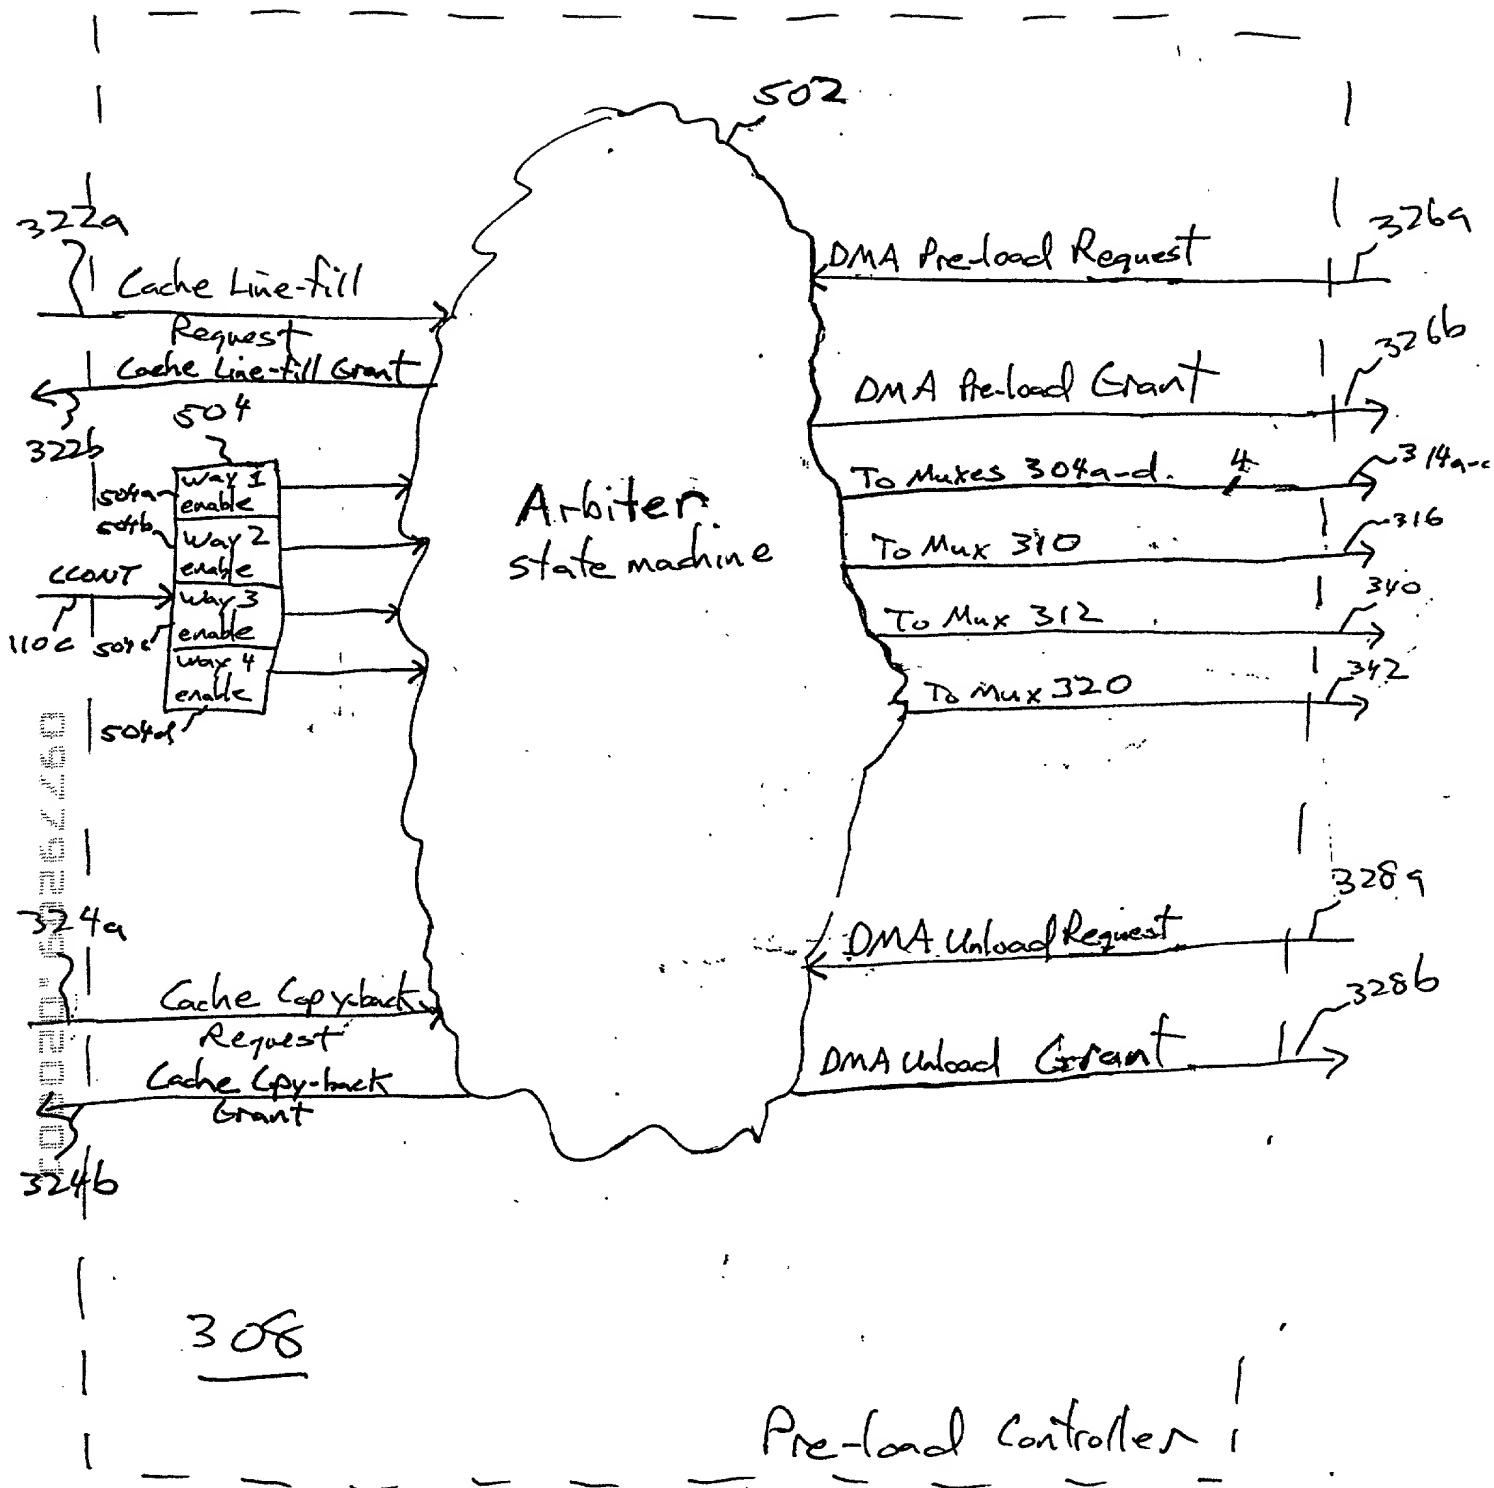 502
322a
Cache Line-fill
Request
Cache Line-fill Grant
322b
504
504a
way 1
enable
504b
way 2
enable
CCONT
110c
504c
way 3
enable
way 4
enable
504d
Arbiter
state machine
DMA Pre-load Request
326a
DMA Pre-load Grant
326b
To Muxes 304a-d.
4
To Mux 310
316
To Mux 312
340
To Mux 320
342
324a
Cache Copy-back
Request
Cache Cpy-back
Grant
324b
DMA Unload Request
328a
DMA Unload Grant
328b
308
Pre-load Controller